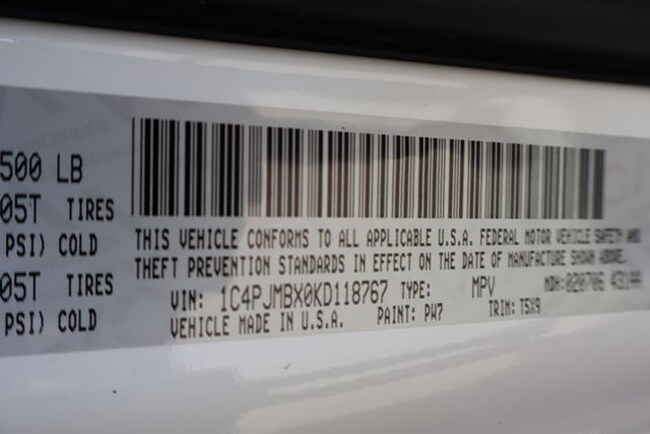 500 LB
05T TIRES
PSI) COLD
05T TIRES
PSI) COLD
THIS VEHICLE CONFORMS TO ALL APPLICABLE U.S.A. FEDERAL MOTOR VEHICLE SAFETY AND
THEFT PREVENTION STANDARDS IN EFFECT ON THE DATE OF MANUFACTURE SHOWN ABOVE.
VIN: 1C4PJMBX0KD118767 TYPE: MPV MDH:
VEHICLE MADE IN U.S.A. PAINT: PW7 TRIM: T5X9